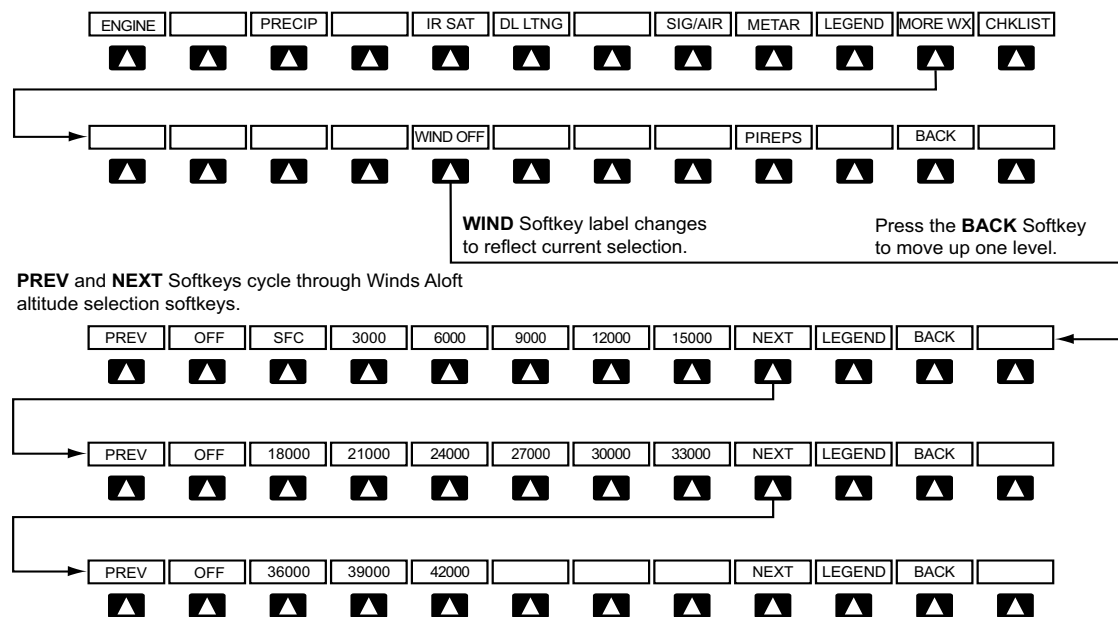 ENGINE PRECIP IR SAT DL LTNG SIG/AIR METAR LEGEND MORE WX CHKLIST
WIND OFF PIREPS BACK
WIND Softkey label changes
to reflect current selection.
Press the BACK Softkey
to move up one level.
PREV and NEXT Softkeys cycle through Winds Aloft
altitude selection softkeys.
PREV OFF SFC 3000 6000 9000 12000 15000 NEXT LEGEND BACK
PREV OFF 18000 21000 24000 27000 30000 33000 NEXT LEGEND BACK
PREV OFF 36000 39000 42000 NEXT LEGEND BACK